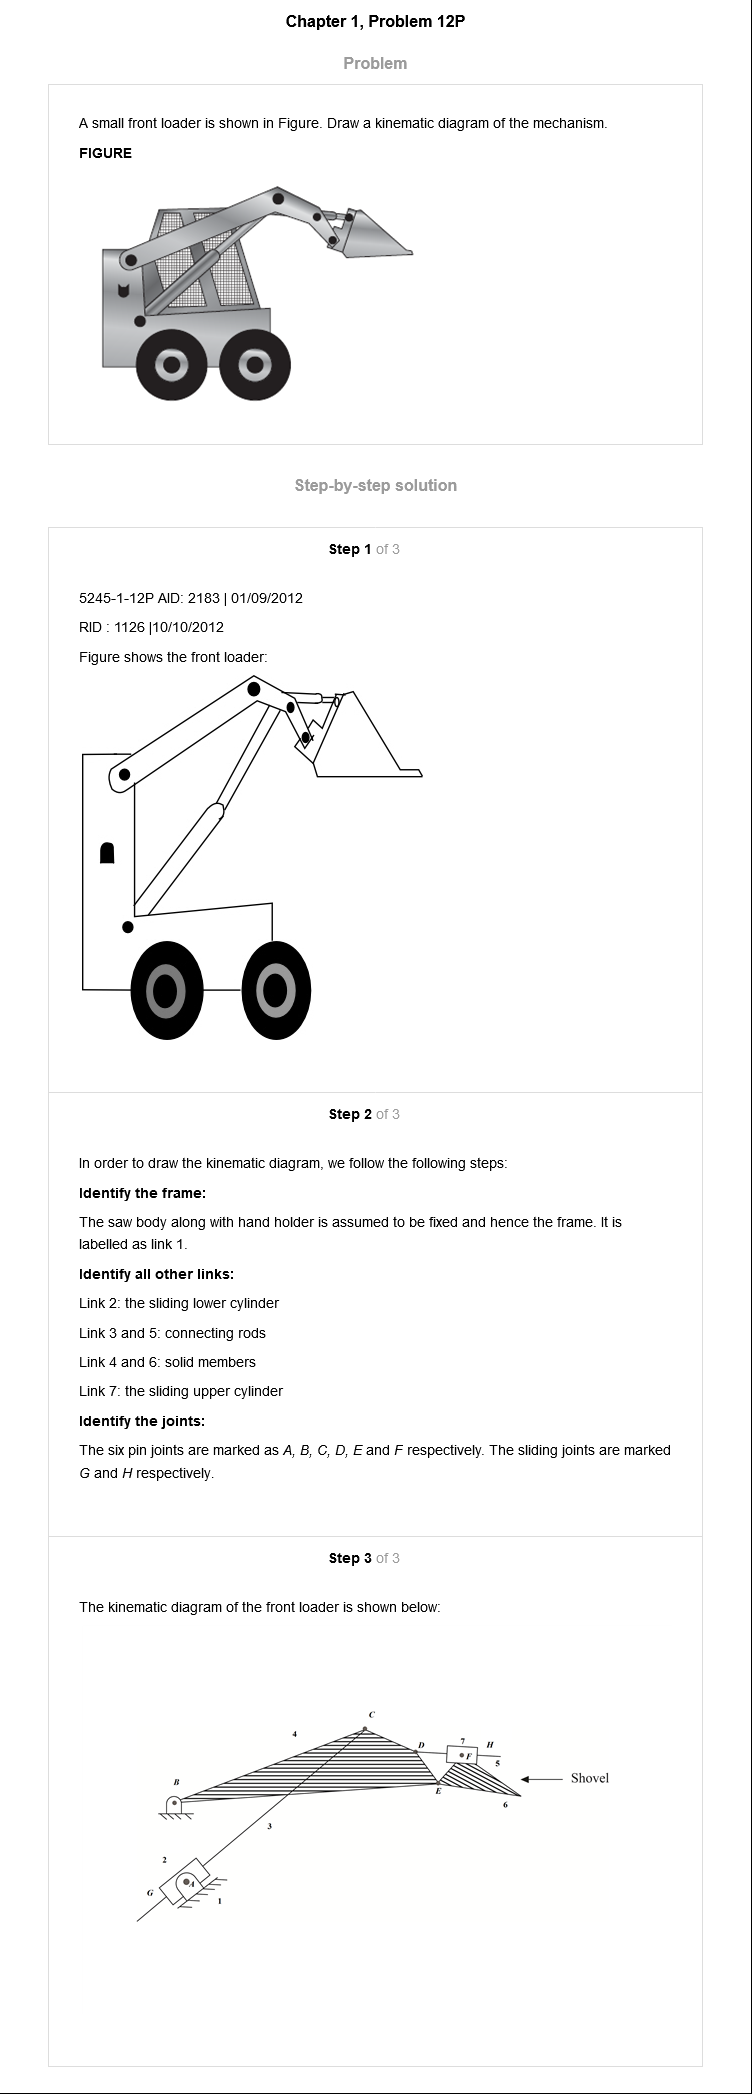 Chapter 1, Problem 12P
Problem
A small front loader is shown in Figure. Draw a kinematic diagram of the mechanism.
FIGURE
Step-by-step solution
Step 1 of 3
5245-1-12P AID: 2183 | 01/09/2012
RID : 1126 |10/10/2012
Figure shows the front loader:
Step 2 of 3
In order to draw the kinematic diagram, we follow the following steps:
Identify the frame:
The saw body along with hand holder is assumed to be fixed and hence the frame. It is
labelled as link 1.
Identify all other links:
Link 2: the sliding lower cylinder
Link 3 and 5: connecting rods
Link 4 and 6: solid members
Link 7: the sliding upper cylinder
Identify the joints:
The six pin joints are marked as A, B, C, D, E and F respectively. The sliding joints are marked
G and H respectively.
Step 3 of 3
The kinematic diagram of the front loader is shown below:
C
4
D
7
H
F
5
B
E
Shovel
6
3
2
A
G
1